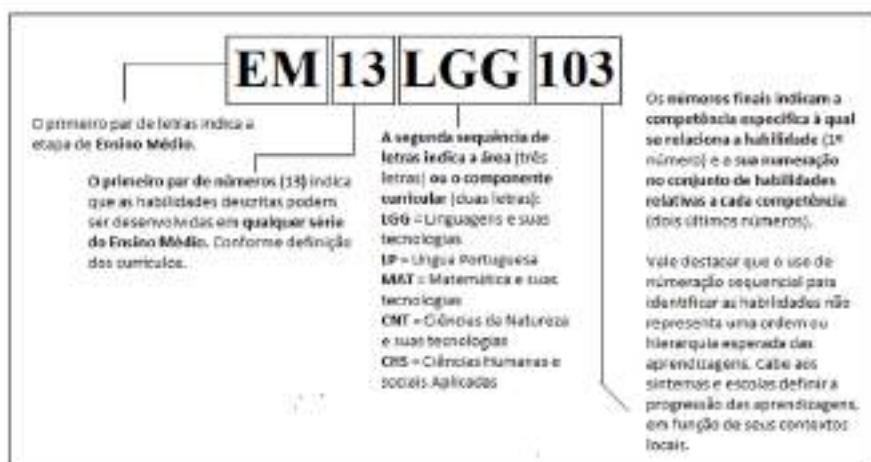 EM 13 LGG 103
O primeiro par de letras indica a
etapa de Ensino Médio.
O primeiro par de números (13) indica
que as habilidades descritas podem
ser desenvolvidas em qualquer série
do Ensino Médio. Conforme definição
dos currículos.
A segunda sequência de
letras indica a área (três
letras) ou o componente
curricular (duas letras):
LGG = Linguagens e suas
tecnologias
LP = Língua Portuguesa
MAT = Matemática e suas
tecnologias
CNT = Ciências da Natureza
e suas tecnologias
CHS = Ciências Humanas e
sociais Aplicadas
Os números finais indicam a
competência específica à qual
se relaciona a habilidade (1º
número) e a sua numeração
no conjunto de habilidades
relativas a cada competência
(dois últimos números).
Vale destacar que o uso de
númeração sequencial para
identificar as habilidades não
representa uma ordem ou
hierarquia esperada das
aprendizagens. Cabe aos
sintemas e escolas definir a
progressão das aprendizagens,
em função de seus contextos
locais.